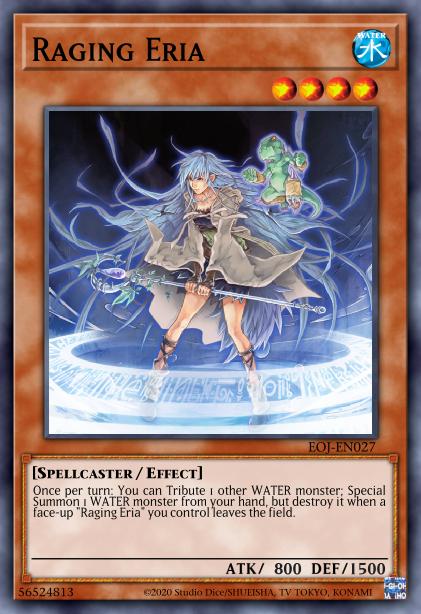 Raging Eria
WATER
水
EOJ-EN027
[Spellcaster / Effect]
Once per turn: You can Tribute 1 other WATER monster; Special
Summon 1 WATER monster from your hand, but destroy it when a
face-up "Raging Eria" you control leaves the field.
ATK/ 800 DEF/1500
56524813
©2020 Studio Dice/SHUEISHA, TV TOKYO, KONAMI